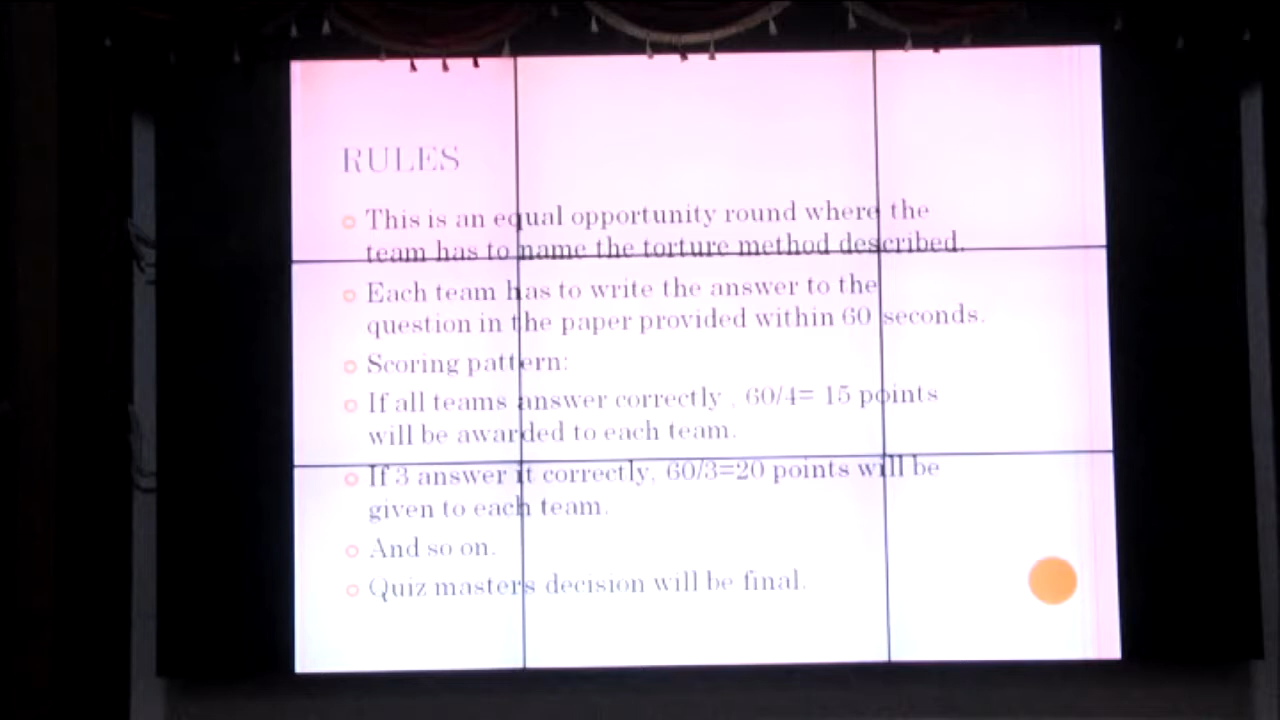 RULES
This is an equal opportunity round where the
team has to name the torture method described.
Each team has to write the answer to the
question in the paper provided within 60 seconds.
Scoring pattern:
If all teams answer correctly , 60/4= 15 points
will be awarded to each team.
If 3 answer it correctly, 60/3=20 points will be
given to each team.
And so on.
Quiz masters decision will be final.